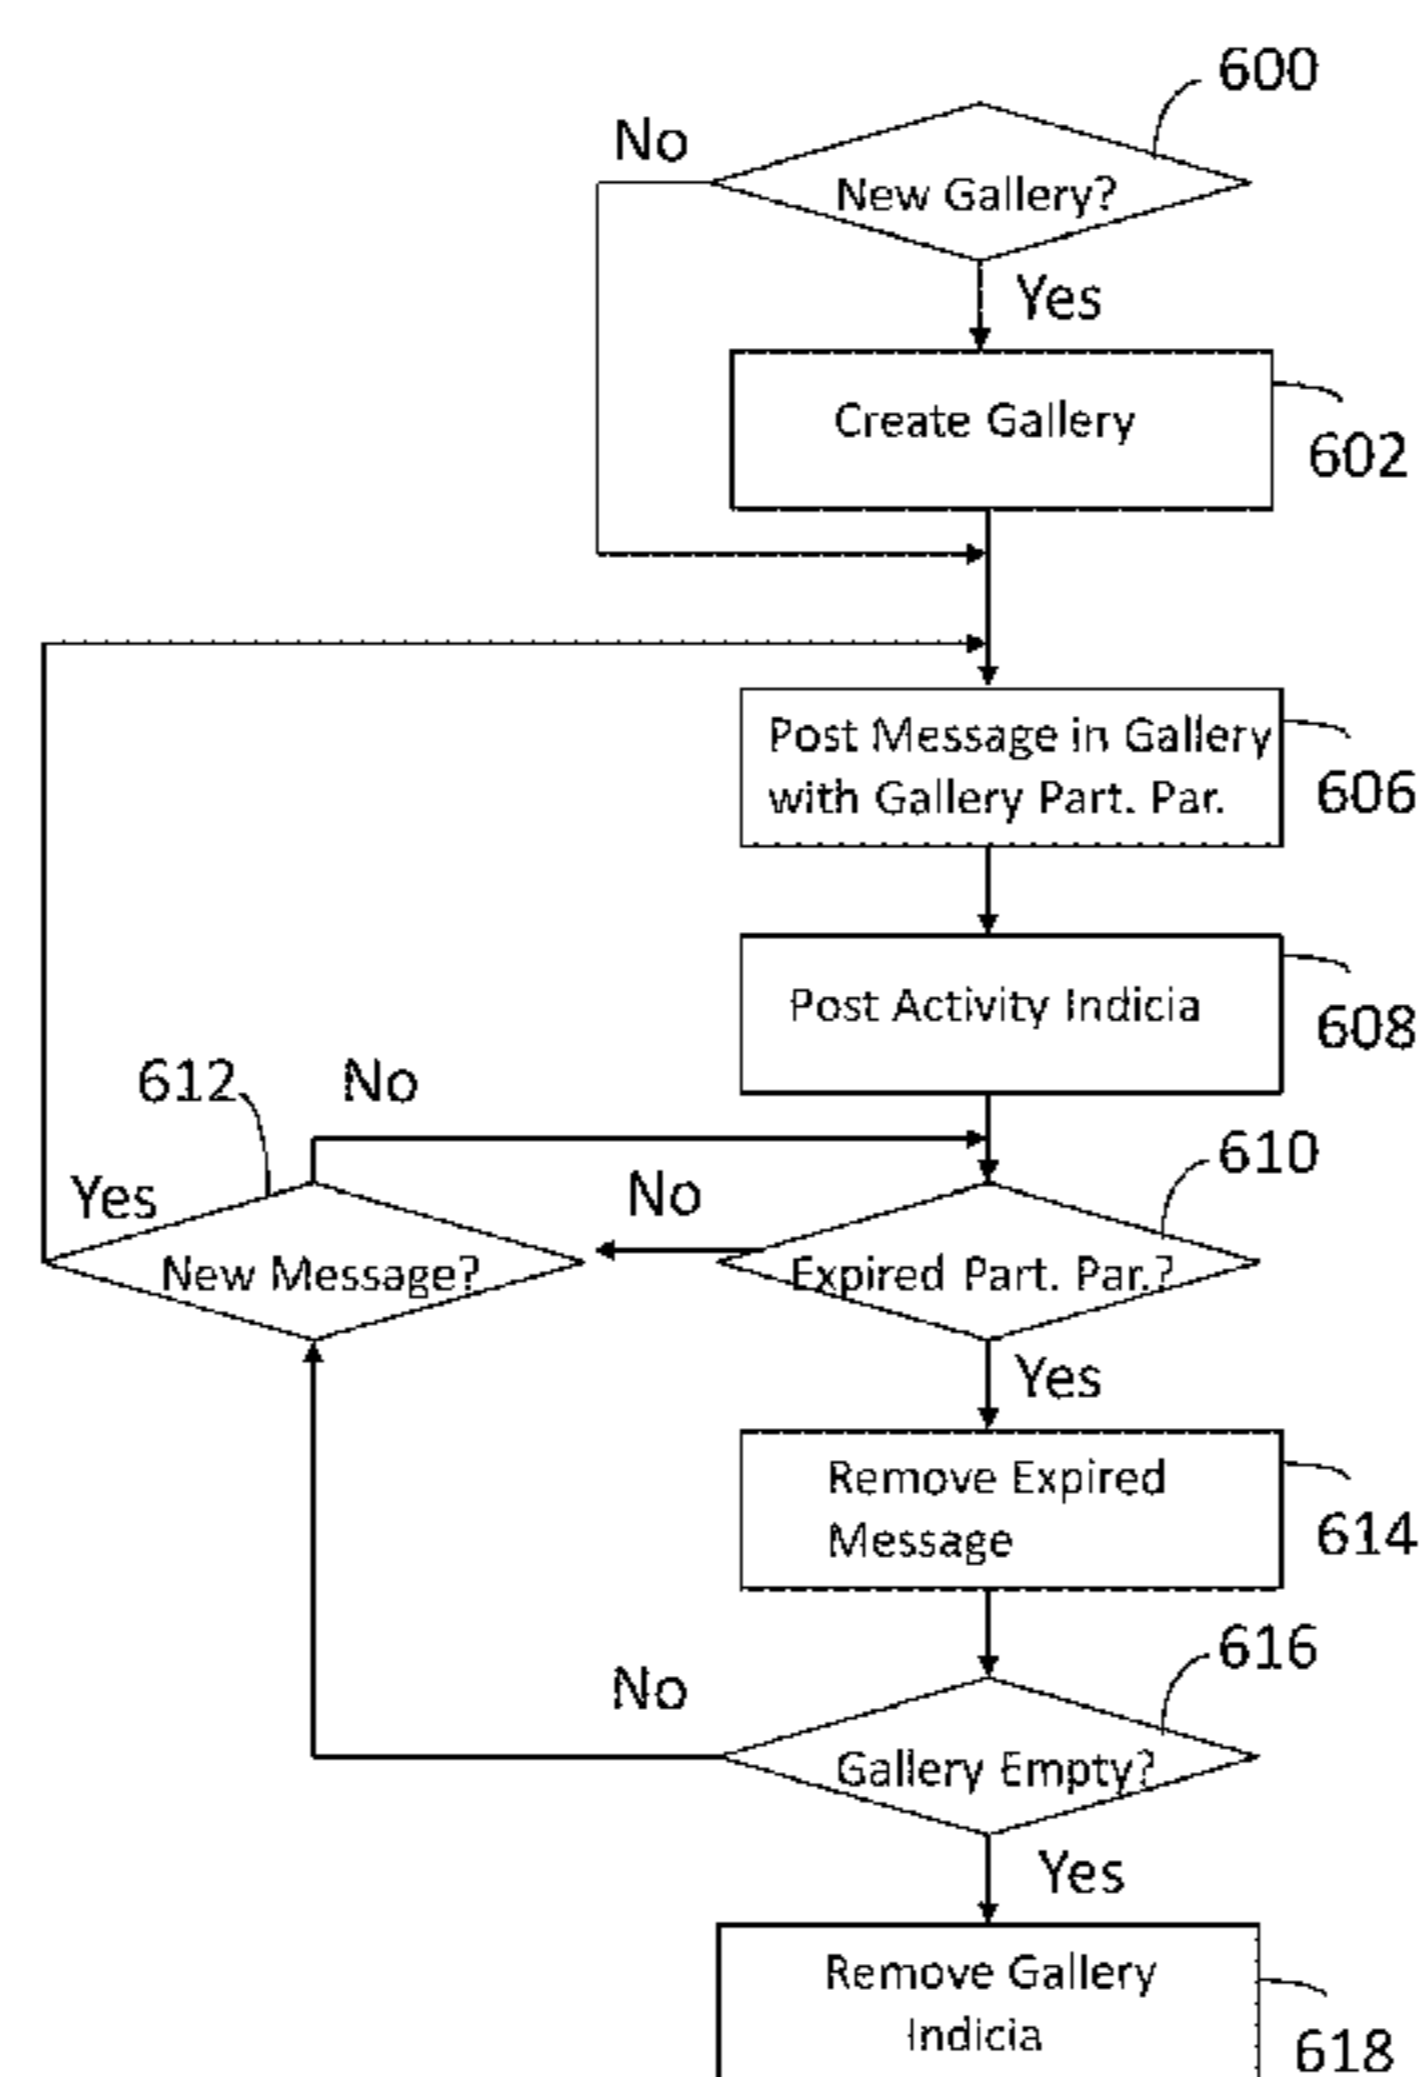 600
No
New Gallery?
Yes
Create Gallery
602
Post Message in Gallery
with Gallery Part. Par.
606
Post Activity Indicia
608
612
No
610
Yes
No
New Message?
Expired Part. Par.?
Yes
Remove Expired
Message
614
616
No
Gallery Empty?
Yes
Remove Gallery
Indicia
618